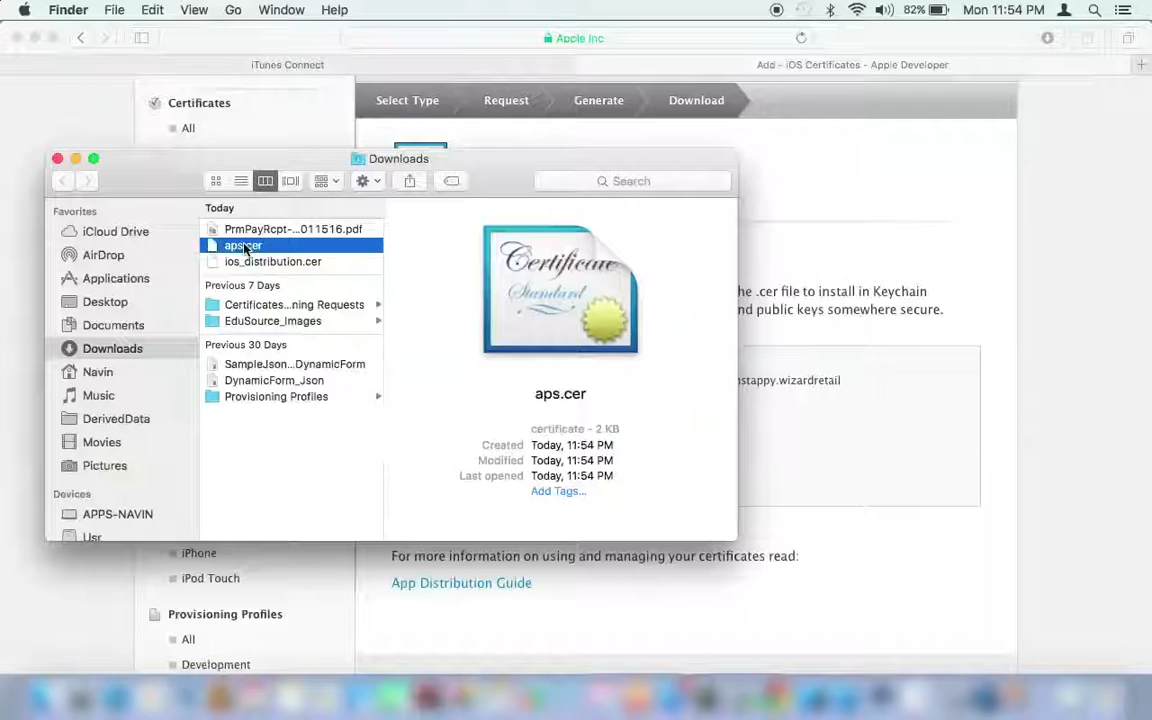 Finder File Edit View Go Window Help 82% Mon 11:54 PM
Apple Inc
iTunes Connect Add - iOS Certificates - Apple Developer
Certificates
All
Select Type Request Generate Download
Downloads
Search
Favorites
iCloud Drive
AirDrop
Applications
Desktop
Documents
Downloads
Navin
Music
DerivedData
Movies
Pictures
Devices
APPS-NAVIN
Usr
Today
PrmPayRcpt-...011516.pdf
aps.cer
ios_distribution.cer
Previous 7 Days
Certificates...ning Requests
EduSource_Images
Previous 30 Days
SampleJson...DynamicForm
DynamicForm_Json
Provisioning Profiles
Certificate
Standard
aps.cer
certificate - 2 KB
Created Today, 11:54 PM
Modified Today, 11:54 PM
Last opened Today, 11:54 PM
Add Tags...
he .cer file to install in Keychain
nd public keys somewhere secure.
nstappy.wizardretail
For more information on using and managing your certificates read:
App Distribution Guide
iPhone
iPod Touch
Provisioning Profiles
All
Development